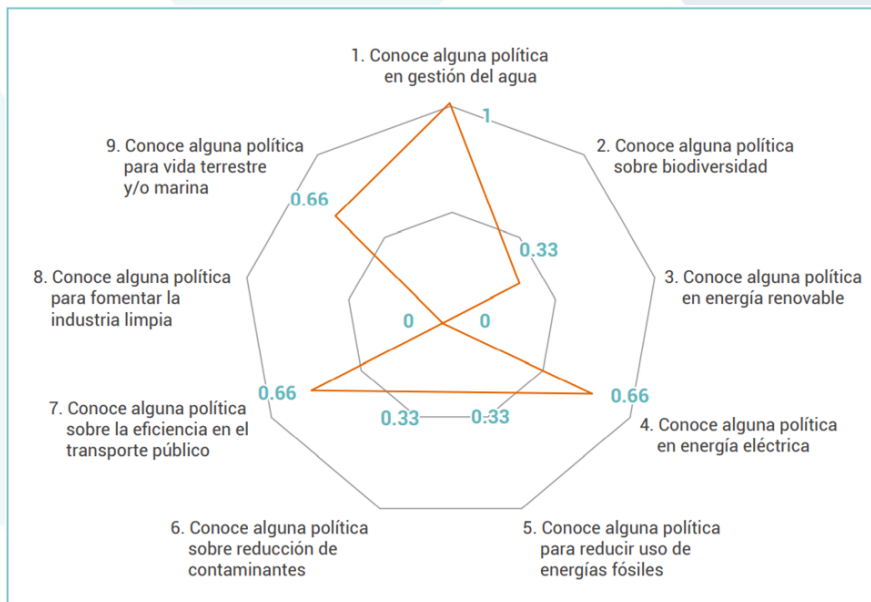 1. Conoce alguna política
en gestión del agua
1
2. Conoce alguna política
sobre biodiversidad
0.33
3. Conoce alguna política
en energía renovable
0
0.66
4. Conoce alguna política
en energía eléctrica
0.33
5. Conoce alguna política
para reducir uso de
energías fósiles
0.33
6. Conoce alguna política
sobre reducción de
contaminantes
0.66
7. Conoce alguna política
sobre la eficiencia en el
transporte público
0
8. Conoce alguna política
para fomentar la
industria limpia
0.66
9. Conoce alguna política
para vida terrestre
y/o marina